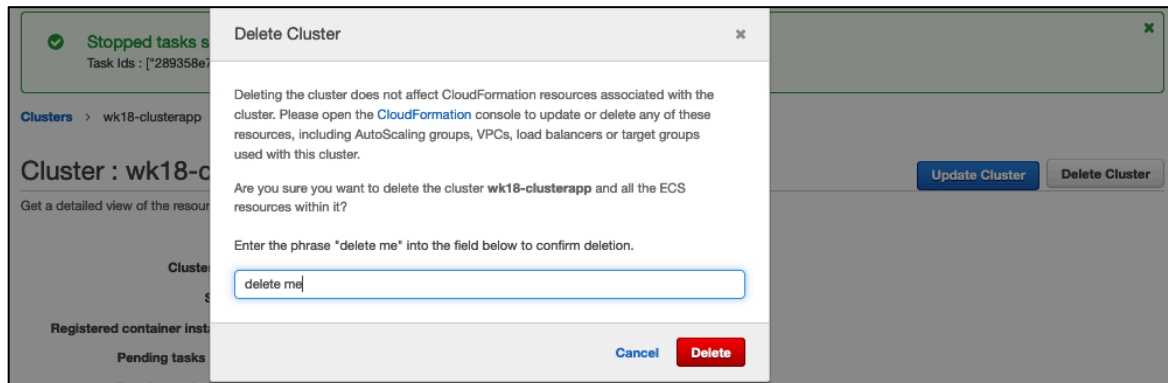 Stopped tasks s
Task Ids : ["289358e7
Delete Cluster
Deleting the cluster does not affect CloudFormation resources associated with the
cluster. Please open the CloudFormation console to update or delete any of these
resources, including AutoScaling groups, VPCs, load balancers or target groups
used with this cluster.
Are you sure you want to delete the cluster wk18-clusterapp and all the ECS
resources within it?
Enter the phrase "delete me" into the field below to confirm deletion.
delete me
Cancel Delete
Clusters > wk18-clusterapp
Cluster : wk18-c
Update Cluster Delete Cluster
Get a detailed view of the resour
Cluste
S
Registered container inst
Pending tasks